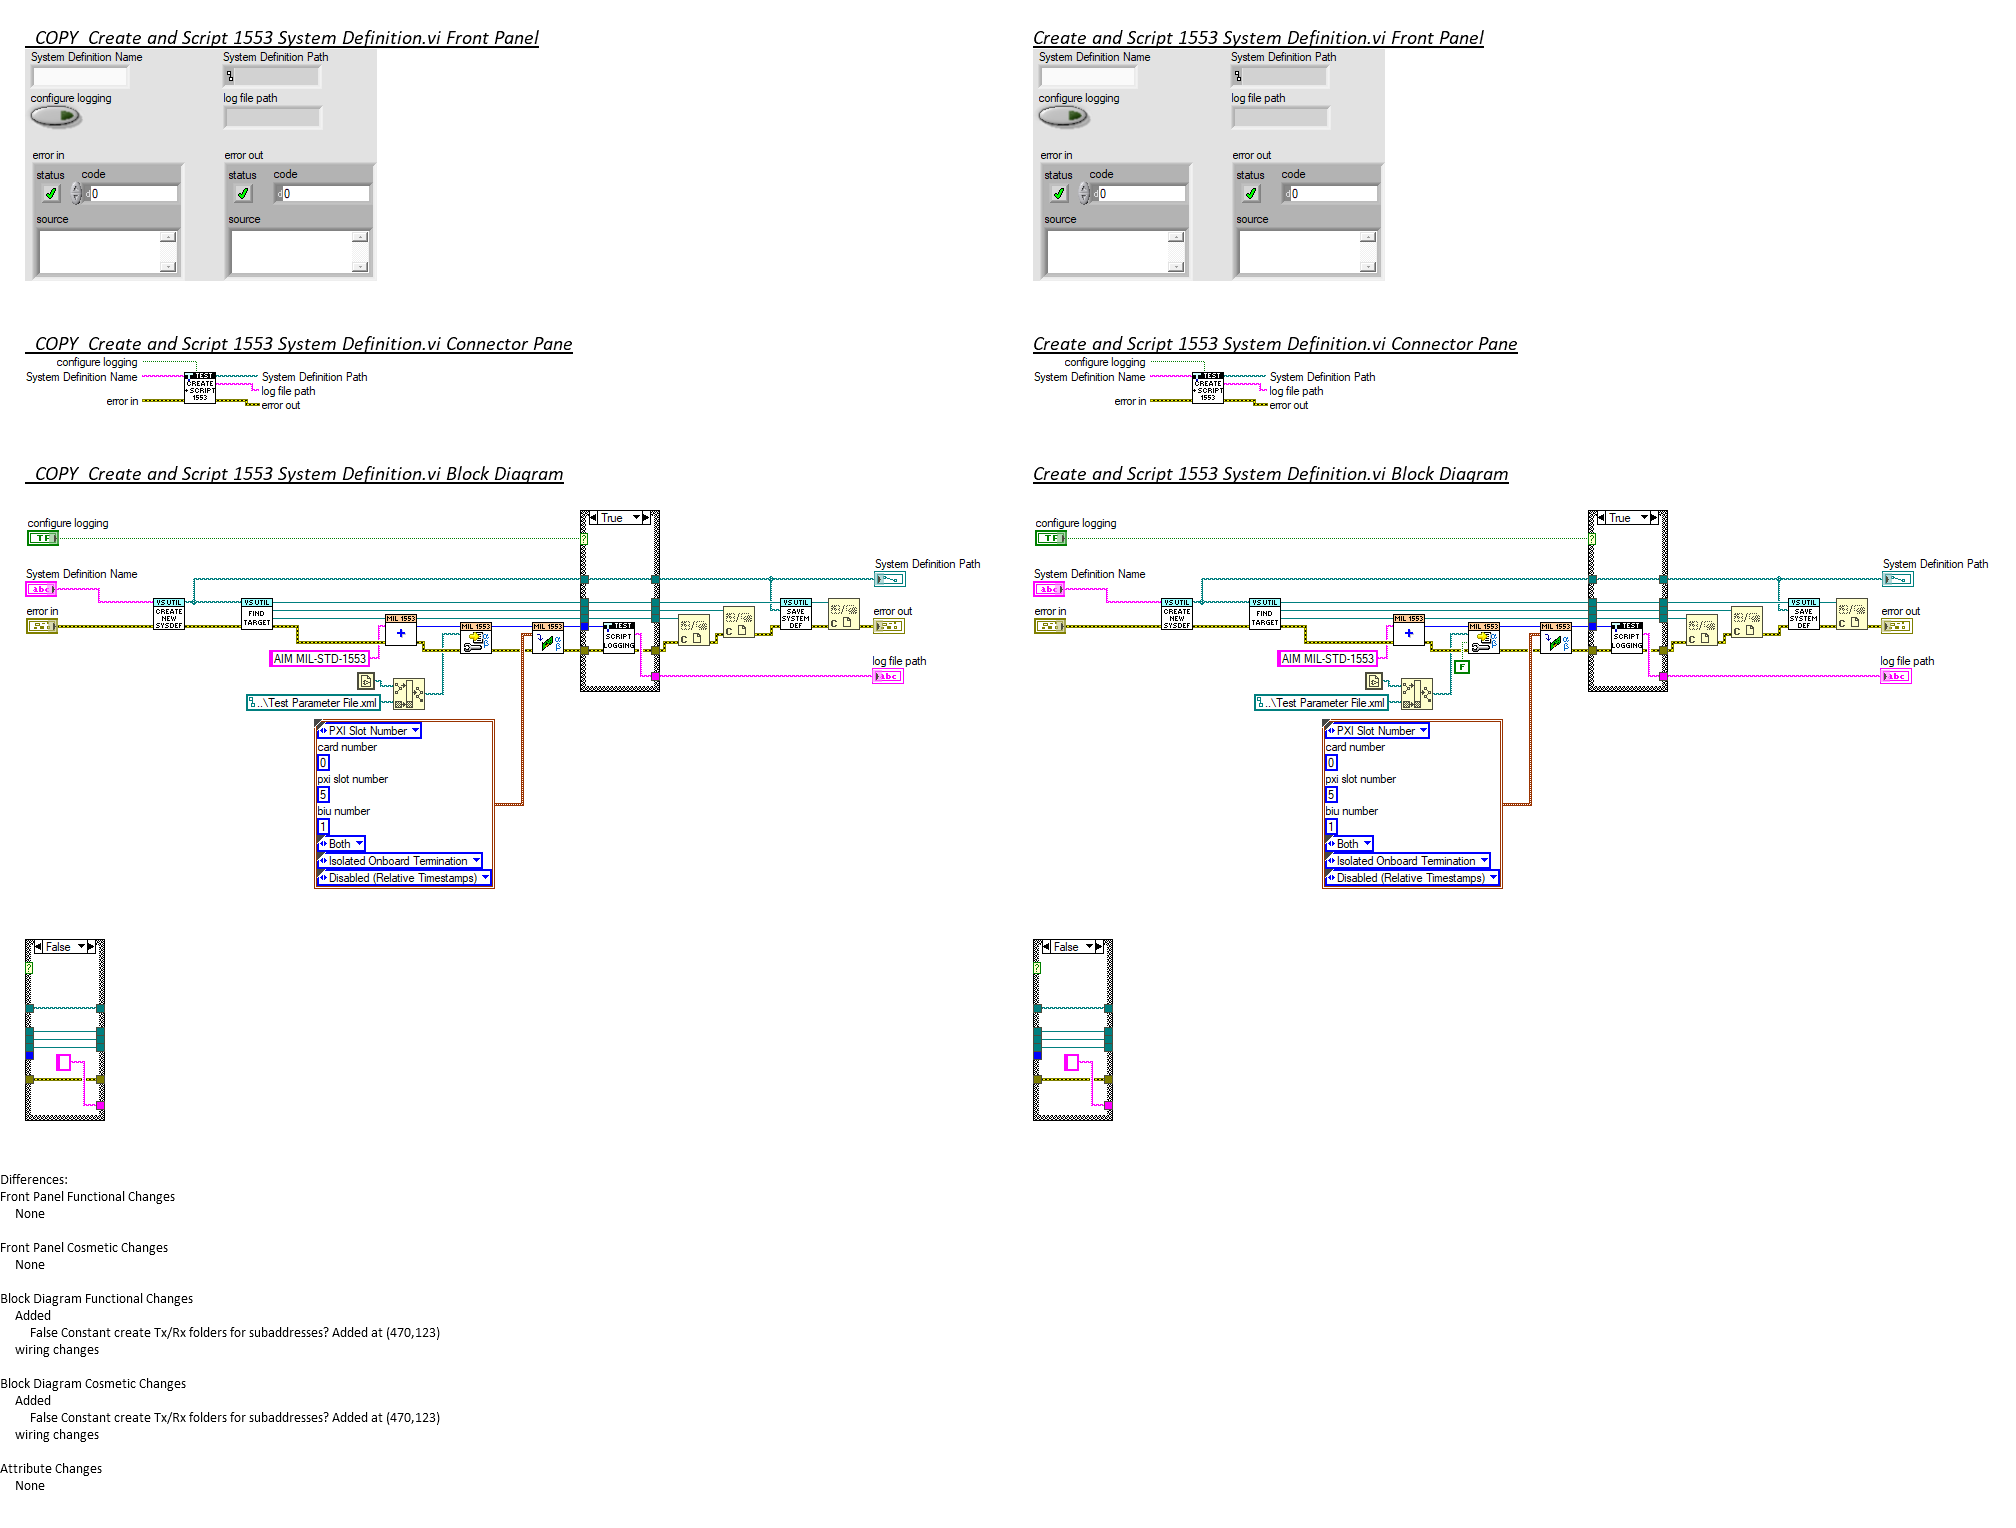 COPY  Create and Script 1553 System Definition.vi Front Panel
System Definition Name
System Definition Path
configure logging
log file path
error in
error out
status
code
0
status
code
0
source
source
Create and Script 1553 System Definition.vi Front Panel
System Definition Name
System Definition Path
configure logging
log file path
error in
error out
status
code
0
status
code
0
source
source
COPY  Create and Script 1553 System Definition.vi Connector Pane
configure logging
System Definition Name
error in
TEST
CREATE
+ SCRIPT
1553
System Definition Path
log file path
error out
Create and Script 1553 System Definition.vi Connector Pane
configure logging
System Definition Name
error in
TEST
CREATE
+ SCRIPT
1553
System Definition Path
log file path
error out
COPY  Create and Script 1553 System Definition.vi Block Diagram
True
configure logging
TF
?
System Definition Path
System Definition Name
abc
error in
VS UTIL
CREATE
NEW
SYSDEF
VS UTIL
FIND
TARGET
MIL 1553
+
MIL 1553
MIL 1553
TEST
SCRIPT
LOGGING
C
C
VS UTIL
SAVE
SYSTEM
DEF
C
error out
AIM MIL-STD-1553
log file path
abc
..\Test Parameter File.xml
PXI Slot Number
card number
0
pxi slot number
5
biu number
1
Both
Isolated Onboard Termination
Disabled (Relative Timestamps)
False
?
Create and Script 1553 System Definition.vi Block Diagram
True
configure logging
TF
?
System Definition Path
System Definition Name
abc
error in
VS UTIL
CREATE
NEW
SYSDEF
VS UTIL
FIND
TARGET
MIL 1553
+
MIL 1553
MIL 1553
TEST
SCRIPT
LOGGING
C
C
VS UTIL
SAVE
SYSTEM
DEF
C
error out
AIM MIL-STD-1553
F
log file path
abc
..\Test Parameter File.xml
PXI Slot Number
card number
0
pxi slot number
5
biu number
1
Both
Isolated Onboard Termination
Disabled (Relative Timestamps)
False
?
Differences:
Front Panel Functional Changes
None
Front Panel Cosmetic Changes
None
Block Diagram Functional Changes
Added
False Constant create Tx/Rx folders for subaddresses? Added at (470,123)
wiring changes
Block Diagram Cosmetic Changes
Added
False Constant create Tx/Rx folders for subaddresses? Added at (470,123)
wiring changes
Attribute Changes
None